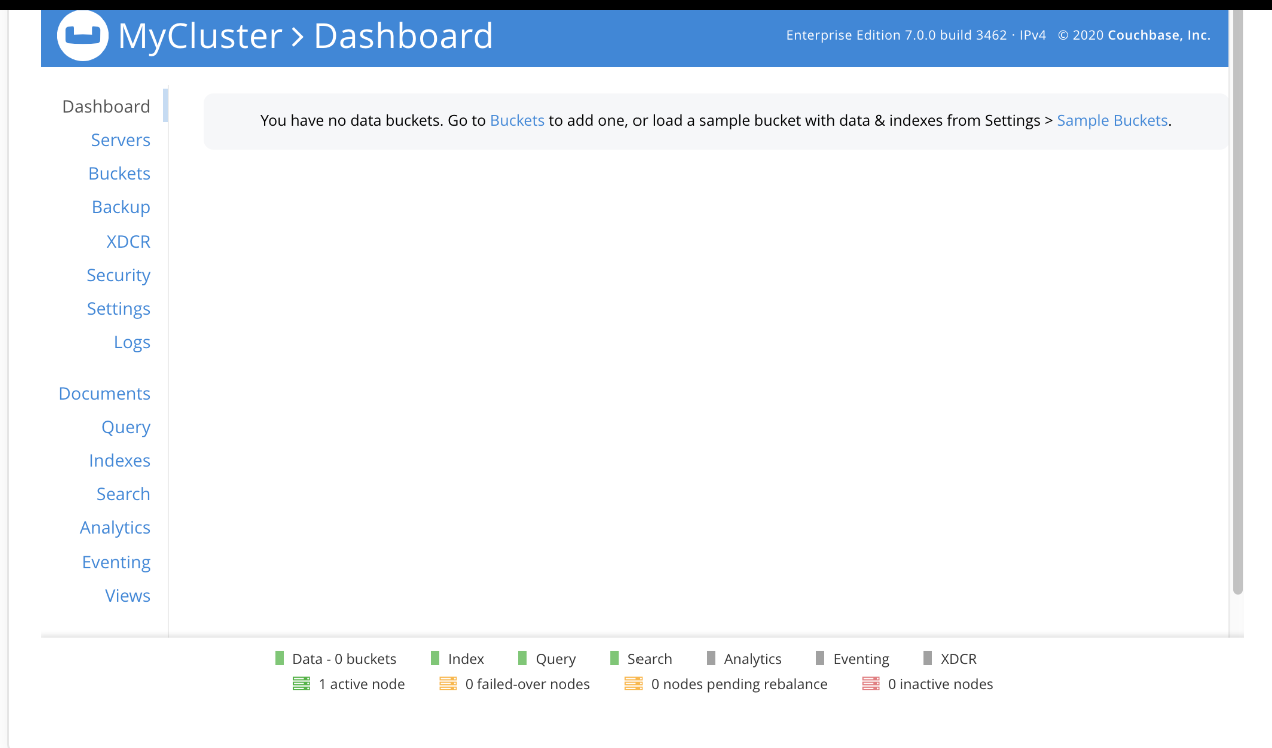 MyCluster > Dashboard
Enterprise Edition 7.0.0 build 3462 · IPv4 © 2020 Couchbase, Inc.
Dashboard
Servers
Buckets
Backup
XDCR
Security
Settings
Logs
Documents
Query
Indexes
Search
Analytics
Eventing
Views
You have no data buckets. Go to Buckets to add one, or load a sample bucket with data & indexes from Settings > Sample Buckets.
Data - 0 buckets Index Query Search Analytics Eventing XDCR
1 active node 0 failed-over nodes 0 nodes pending rebalance 0 inactive nodes